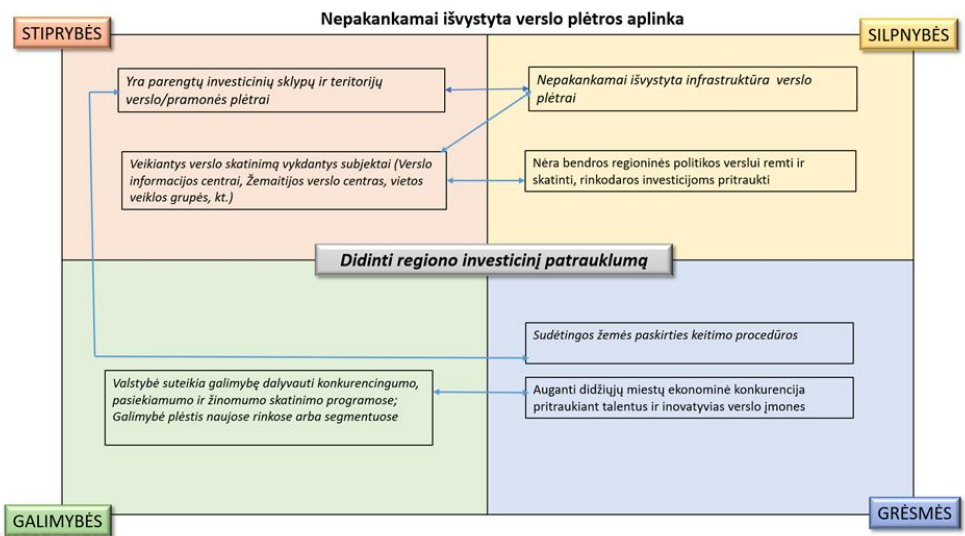 Nepakankamai išvystyta verslo plėtros aplinka
STIPRYBĖS
SILPNYBĖS
Yra parengtų investicinių sklypų ir teritorijų
verslo/pramonės plėtrai
Nepakankamai išvystyta infrastruktūra verslo
plėtrai
Veikiantys verslo skatinimą vykdantys subjektai (Verslo
informacijos centrai, Žemaitijos verslo centras, vietos
veiklos grupės, kt.)
Nėra bendros regioninės politikos verslui remti ir
skatinti, rinkodaros investicijoms pritraukti
Didinti regiono investicinį patrauklumą
Sudėtingos žemės paskirties keitimo procedūros
Valstybė suteikia galimybę dalyvauti konkurencingumo,
pasiekiamumo ir žinomumo skatinimo programose;
Galimybė plėstis naujose rinkose arba segmentuose
Auganti didžiųjų miestų ekonominė konkurencija
pritraukiant talentus ir inovatyvias verslo įmones
GALIMYBĖS
GRĖSMĖS